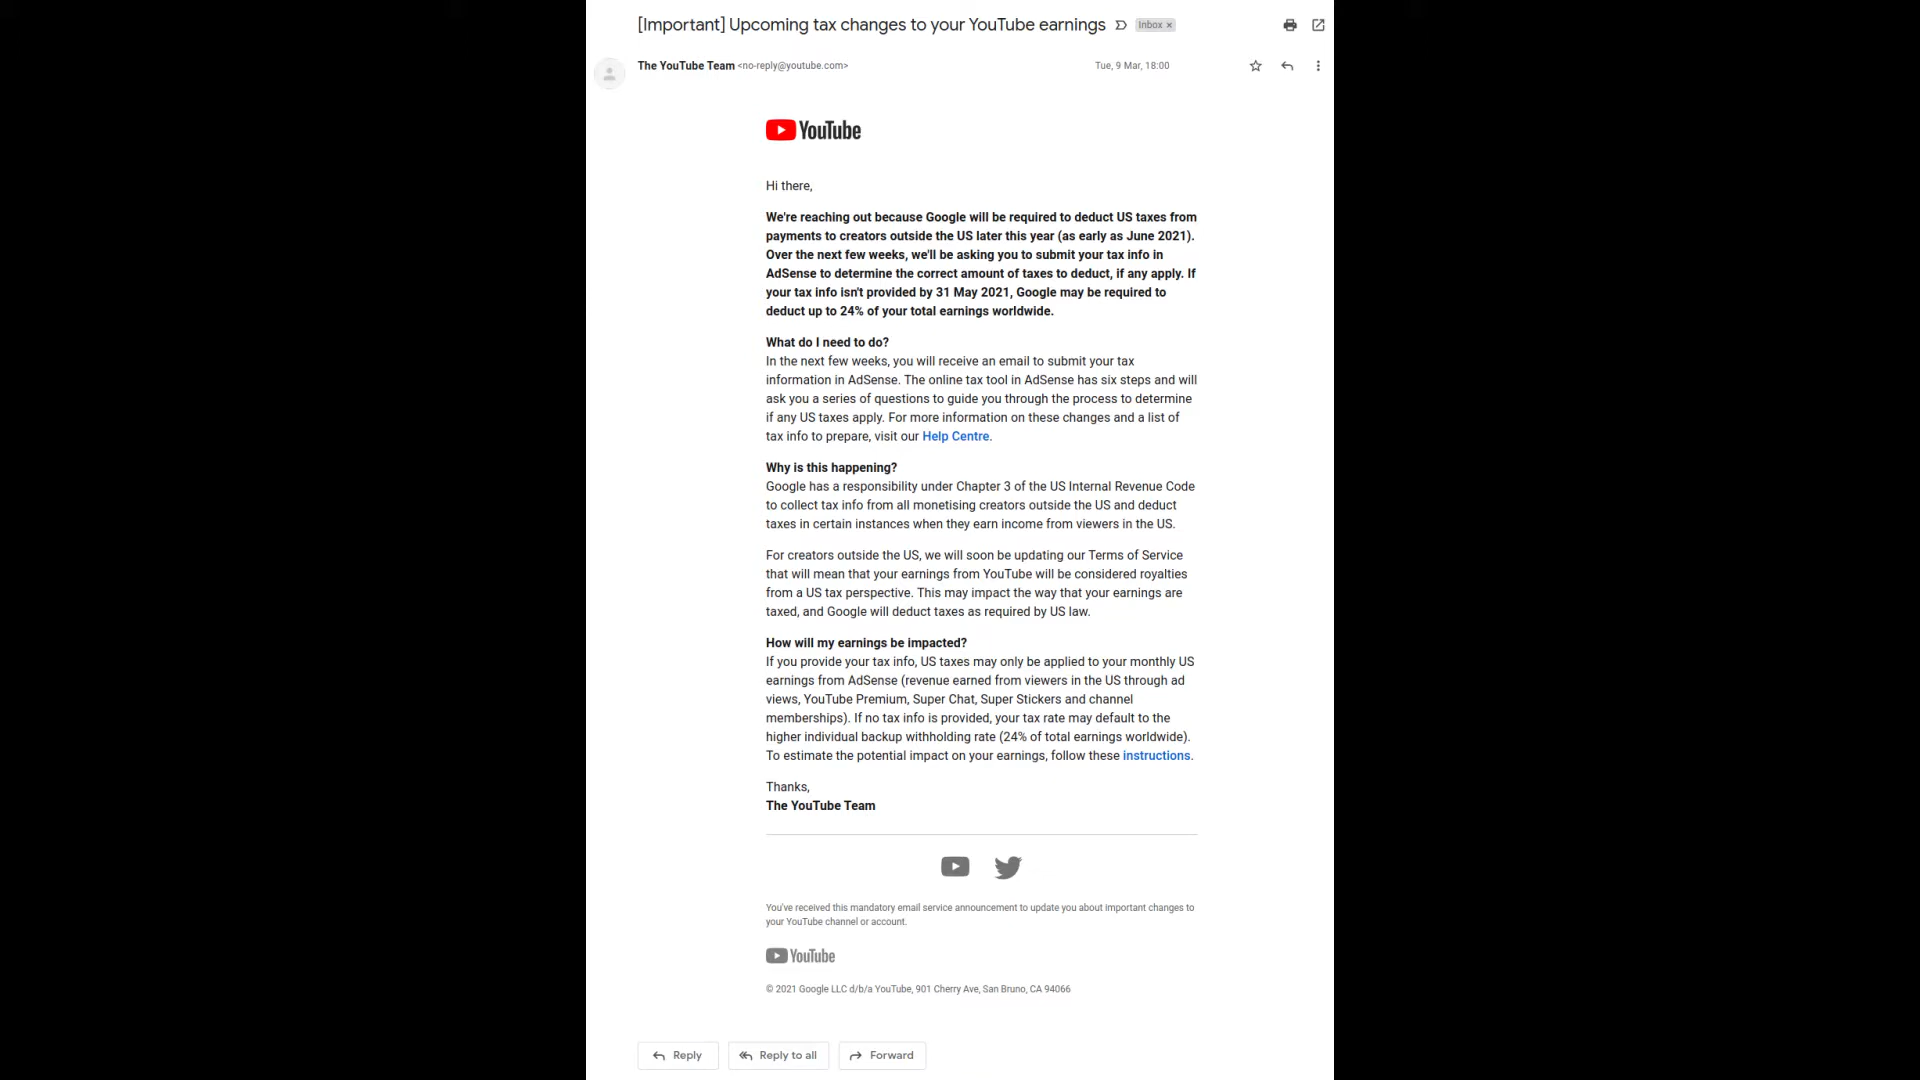 [Important] Upcoming tax changes to your YouTube earnings Inbox ×
The YouTube Team <no-reply@youtube.com> Tue, 9 Mar, 18:00
YouTube
Hi there,
We're reaching out because Google will be required to deduct US taxes from
payments to creators outside the US later this year (as early as June 2021).
Over the next few weeks, we'll be asking you to submit your tax info in
AdSense to determine the correct amount of taxes to deduct, if any apply. If
your tax info isn't provided by 31 May 2021, Google may be required to
deduct up to 24% of your total earnings worldwide.
What do I need to do?
In the next few weeks, you will receive an email to submit your tax
information in AdSense. The online tax tool in AdSense has six steps and will
ask you a series of questions to guide you through the process to determine
if any US taxes apply. For more information on these changes and a list of
tax info to prepare, visit our Help Centre.
Why is this happening?
Google has a responsibility under Chapter 3 of the US Internal Revenue Code
to collect tax info from all monetising creators outside the US and deduct
taxes in certain instances when they earn income from viewers in the US.
For creators outside the US, we will soon be updating our Terms of Service
that will mean that your earnings from YouTube will be considered royalties
from a US tax perspective. This may impact the way that your earnings are
taxed, and Google will deduct taxes as required by US law.
How will my earnings be impacted?
If you provide your tax info, US taxes may only be applied to your monthly US
earnings from AdSense (revenue earned from viewers in the US through ad
views, YouTube Premium, Super Chat, Super Stickers and channel
memberships). If no tax info is provided, your tax rate may default to the
higher individual backup withholding rate (24% of total earnings worldwide).
To estimate the potential impact on your earnings, follow these instructions.
Thanks,
The YouTube Team
You've received this mandatory email service announcement to update you about important changes to
your YouTube channel or account.
YouTube
© 2021 Google LLC d/b/a YouTube, 901 Cherry Ave, San Bruno, CA 94066
Reply Reply to all Forward